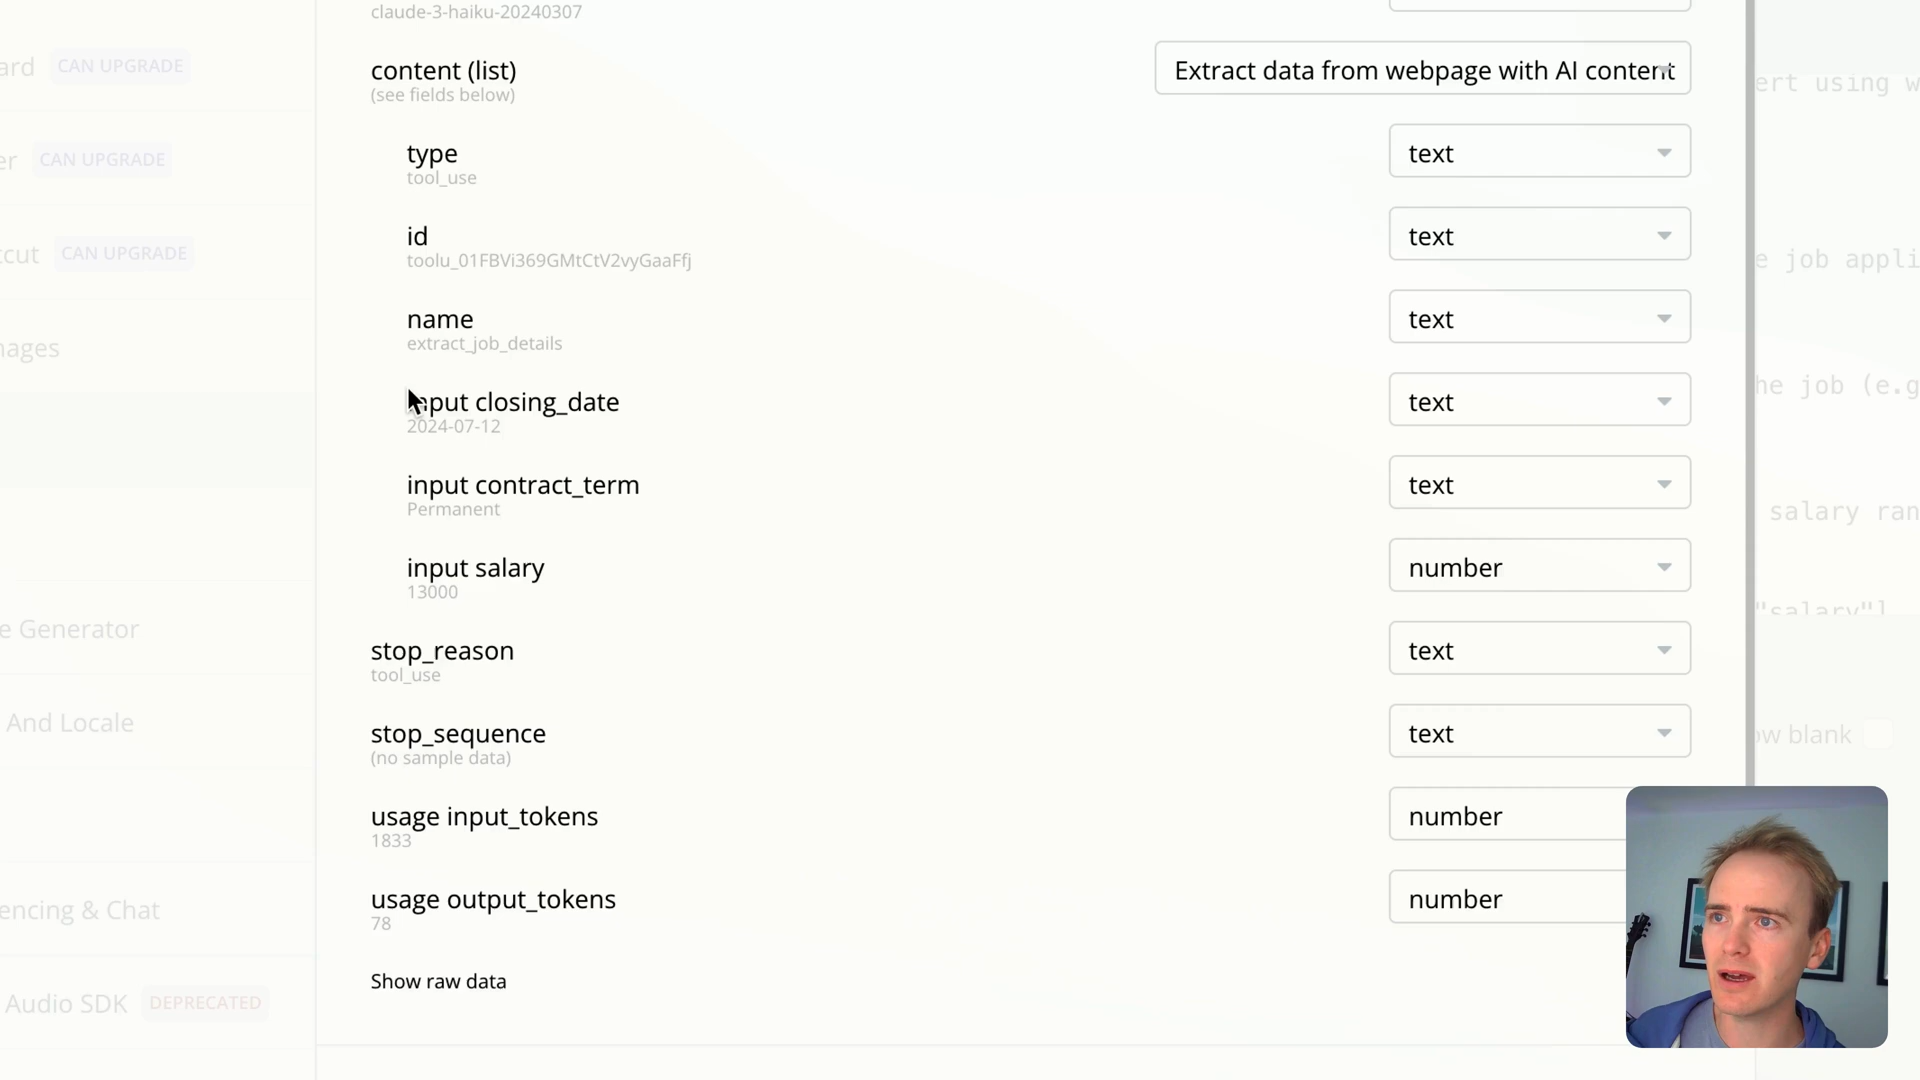 claude-3-haiku-20240307
ard CAN UPGRADE
content (list)
(see fields below)
Extract data from webpage with AI content
ert using w
type
tool_use
text
er CAN UPGRADE
id
toolu_01FBVi369GMtCtV2vyGaaFfj
text
cut CAN UPGRADE
e job appli
name
extract_job_details
text
nages
input closing_date
2024-07-12
text
he job (e.g
input contract_term
Permanent
text
salary ran
input salary
13000
number
"salary"]
e Generator
stop_reason
tool_use
text
And Locale
stop_sequence
(no sample data)
text
ow blank
usage input_tokens
1833
number
usage output_tokens
78
number
encing & Chat
Show raw data
Audio SDK DEPRECATED